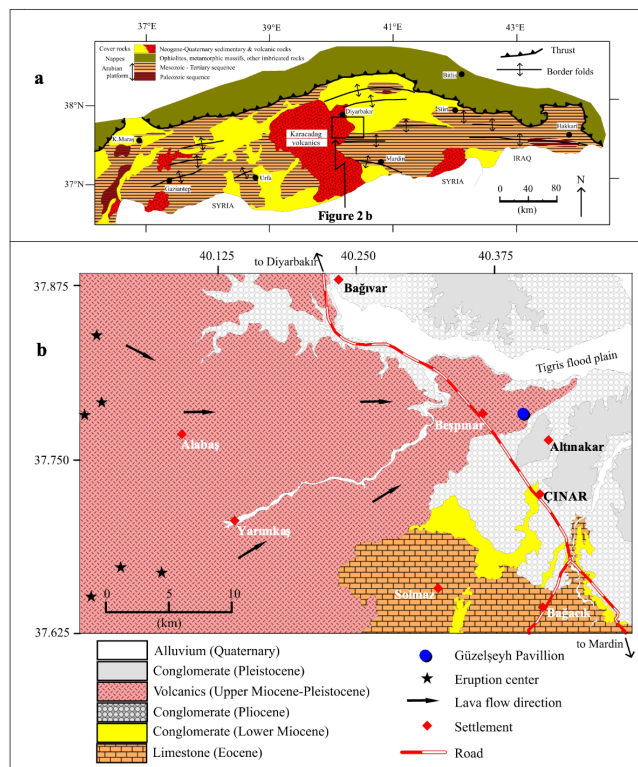 37°E 39°E 41°E 43°E
Cover rocks
Neogene-Quaternary sedimentary & volcanic rocks
Nappes
Ophiolites, metamorphic massifs, other imbricated rocks
Arabian platform
Mesozoic - Tertiary sequence
Paleozoic sequence
Thrust
Border folds
a
38°N
37°N
Bitlis
Diyarbakır
Siirt
Hakkari
K.Maraş
Karacadag
volcanics
Mardin
Urfa
Gaziantep
SYRIA
SYRIA
IRAQ
Figure 2 b
0 40 80
(km)
N
40.125 40.250 40.375
to Diyarbakır
37.875
37.750
37.625
b
Bağıvar
Tigris flood plain
Beşpınar
Altınakar
Alabaş
ÇINAR
Yarımkaş
Solmaz
Bağacık
0 5 10
(km)
to Mardin
Alluvium (Quaternary)
Conglomerate (Pleistocene)
Volcanics (Upper Miocene-Pleistocene)
Conglomerate (Pliocene)
Conglomerate (Lower Miocene)
Limestone (Eocene)
Güzelşeyh Pavillion
Eruption center
Lava flow direction
Settlement
Road